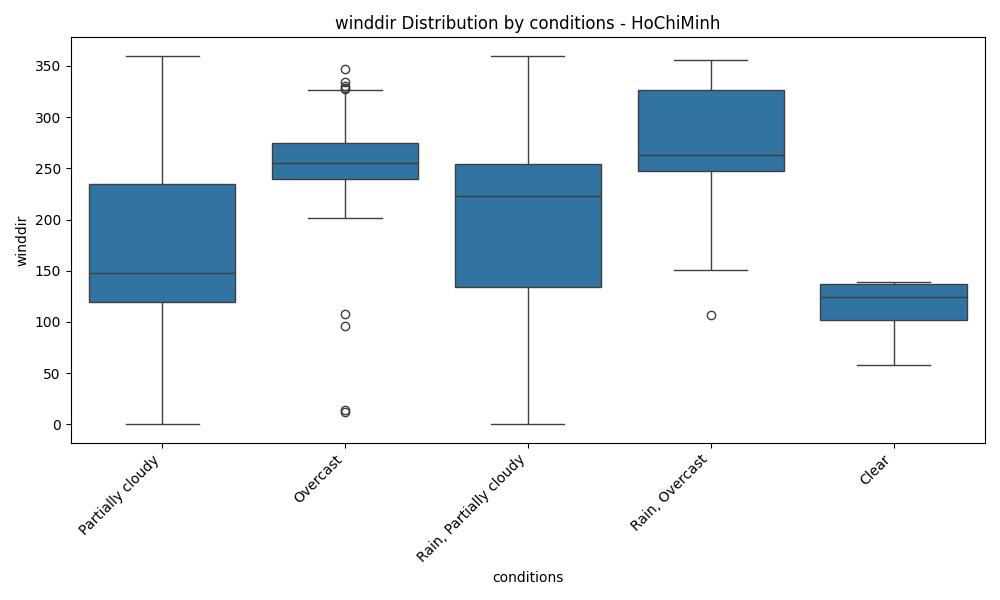 winddir Distribution by conditions - HoChiMinh
350
300
250
200
150
100
50
0
winddir
Partially cloudy
Overcast
Rain, Partially cloudy
Rain, Overcast
Clear
conditions